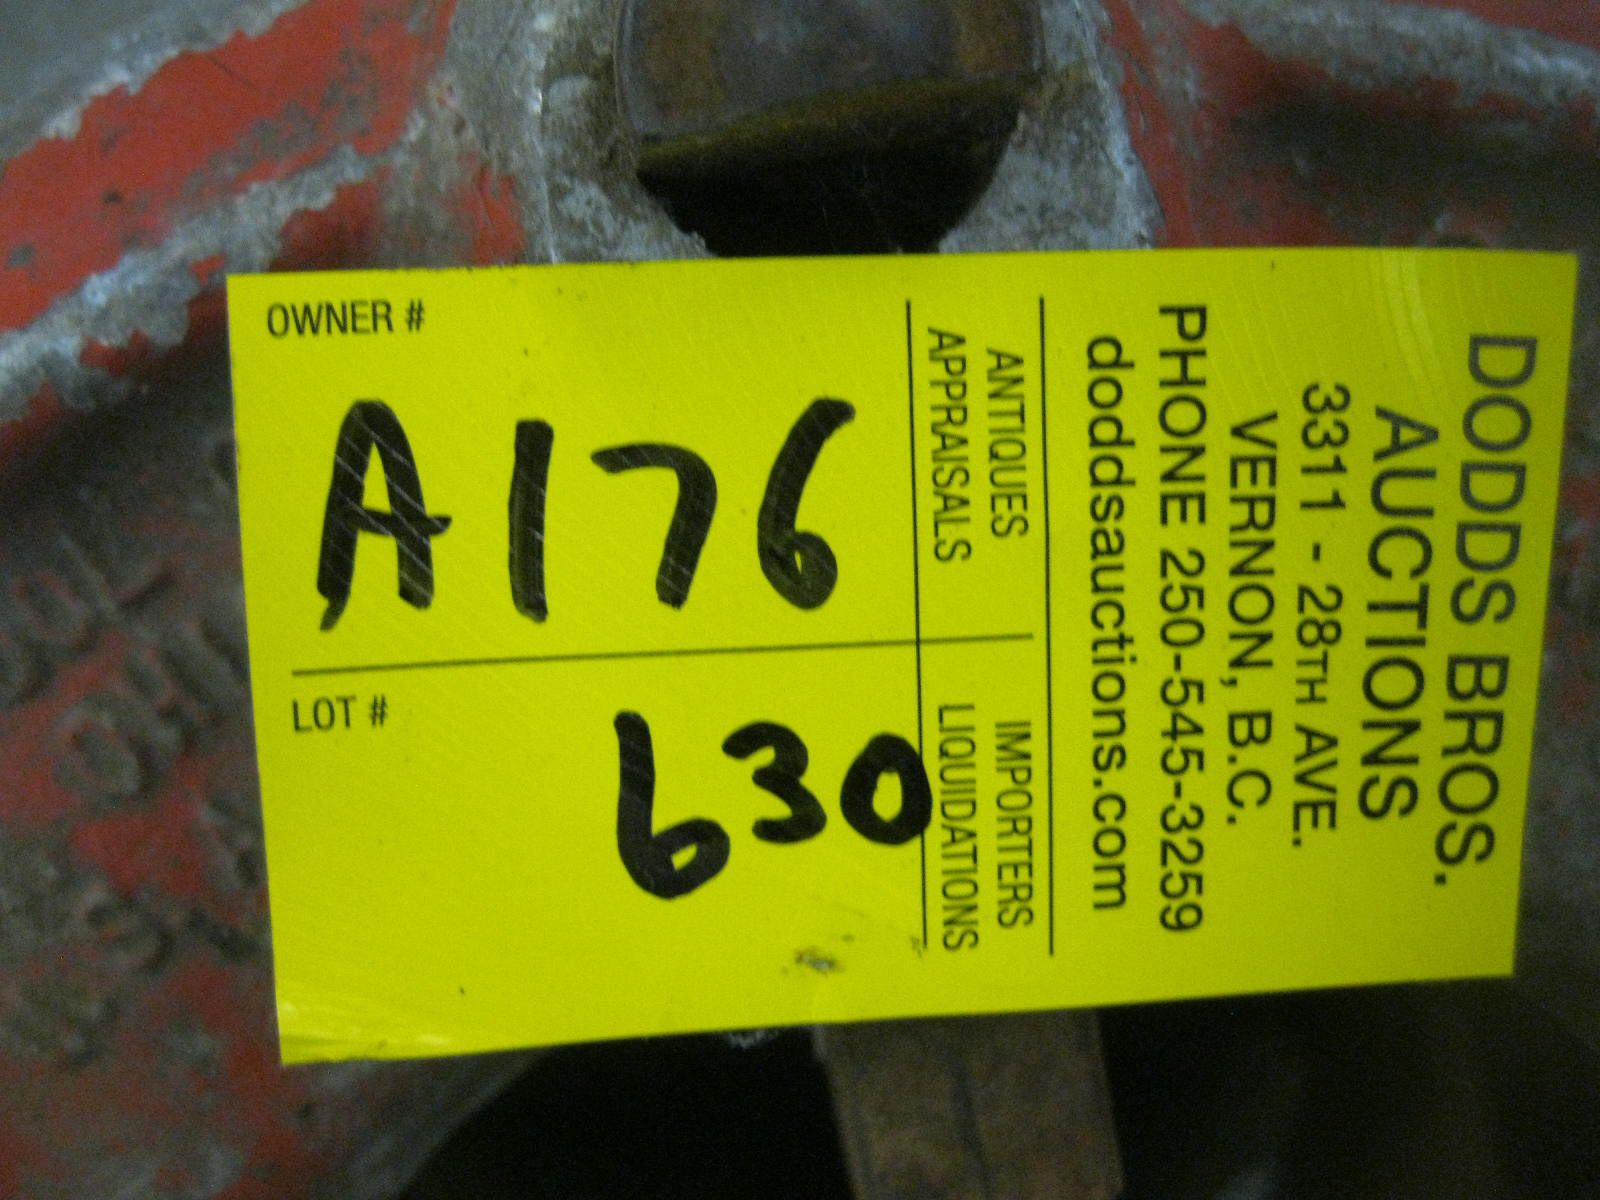 OWNER #
A176
LOT #
630
ANTIQUES
APPRAISALS
IMPORTERS
LIQUIDATIONS
DODDS BROS.
AUCTIONS
3311 - 28TH AVE.
VERNON, B.C.
PHONE 250-545-3259
doddsauctions.com